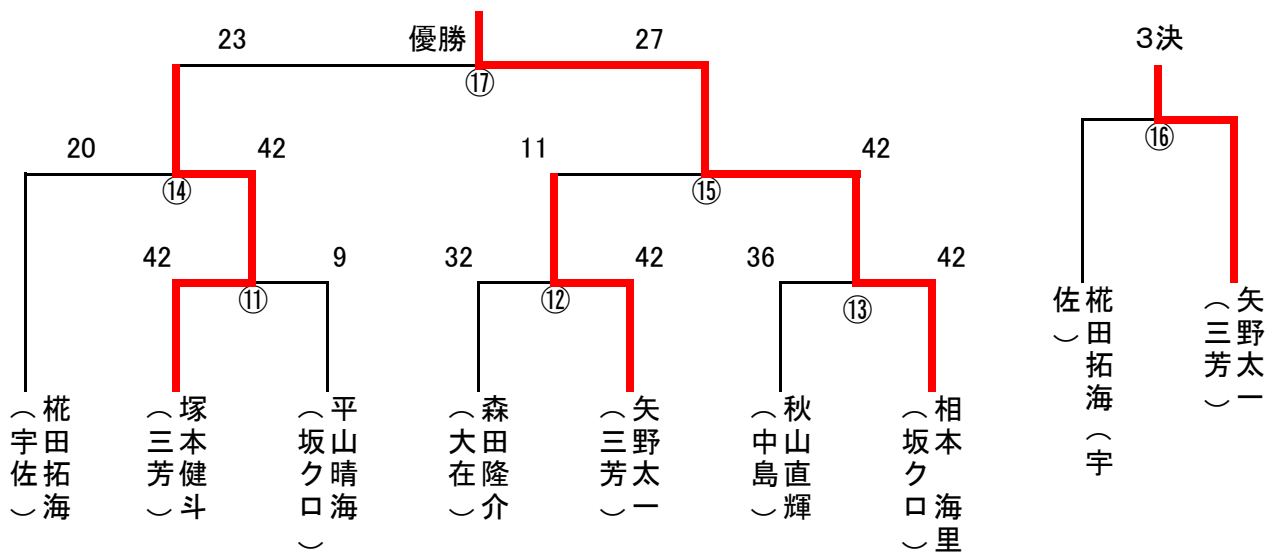 23 優勝 27 3決
⑰
⑯
20 42 11 42
⑭ ⑮
42 9 32 42 36 42
⑪ ⑫ ⑬
椛田拓海(宇佐)
矢野太一(三芳)
椛田拓海(宇佐)
塚本健斗(三芳)
平山晴海(坂クロ)
森田隆介(大在)
矢野太一(三芳)
秋山直輝(中島)
相本 海里(坂クロ)